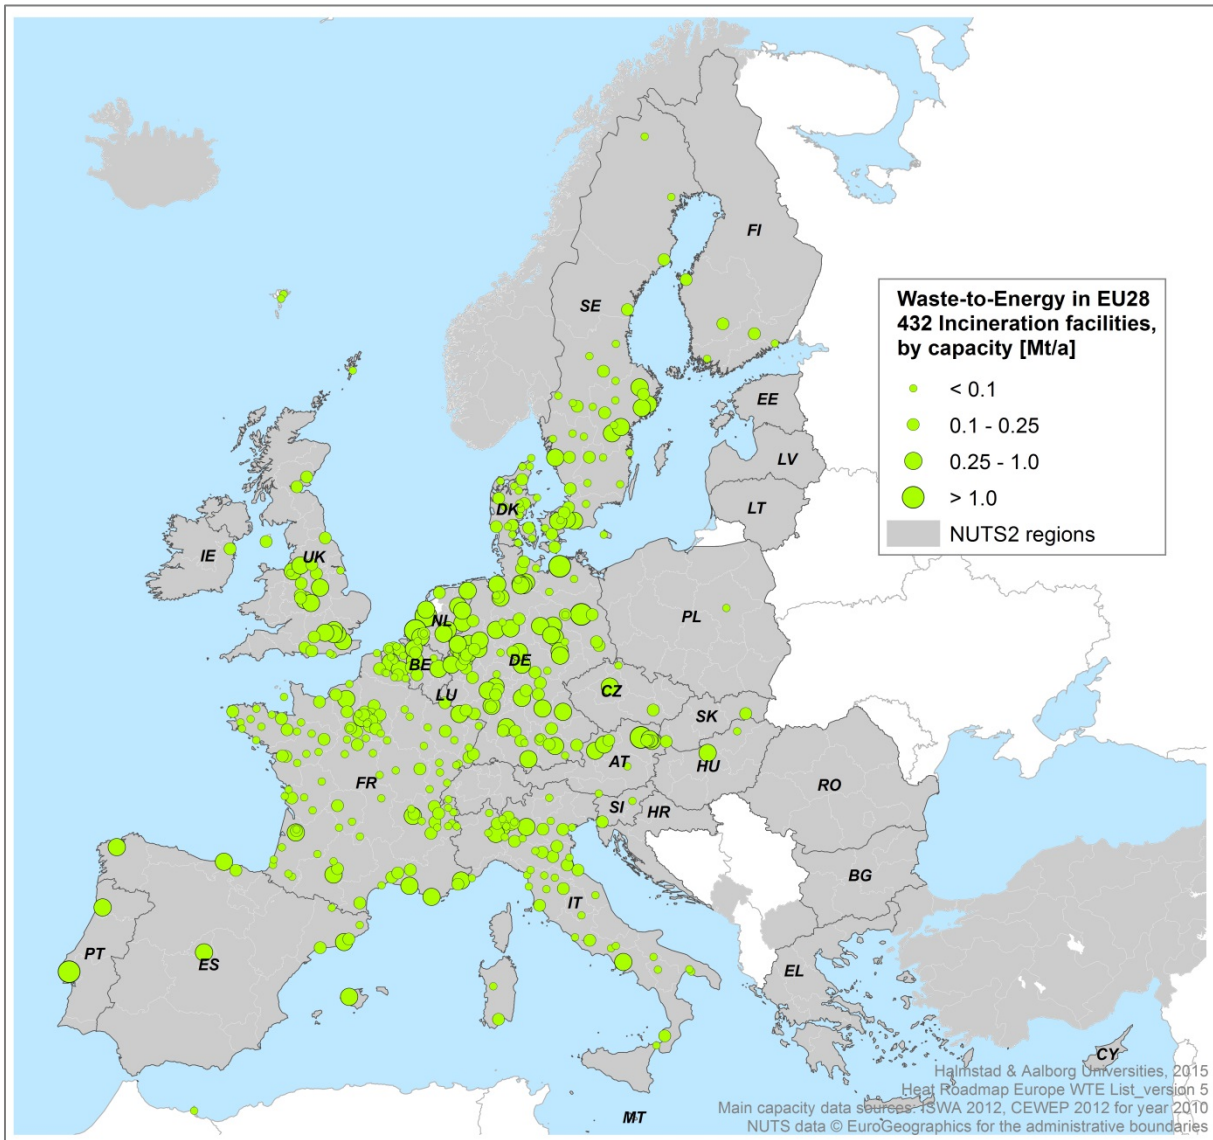 FI
SE
Waste-to-Energy in EU28
432 Incineration facilities,
by capacity [Mt/a]
< 0.1
0.1 - 0.25
0.25 - 1.0
> 1.0
NUTS2 regions
EE
LV
LT
DK
IE
UK
NL
PL
BE
DE
LU
CZ
SK
AT
HU
FR
SI
HR
RO
BG
IT
PT
ES
EL
CY
MT
Halmstad & Aalborg Universities, 2015
Heat Roadmap Europe WTE List_version 5
Main capacity data sources: ISWA 2012, CEWEP 2012 for year 2010
NUTS data © EuroGeographics for the administrative boundaries